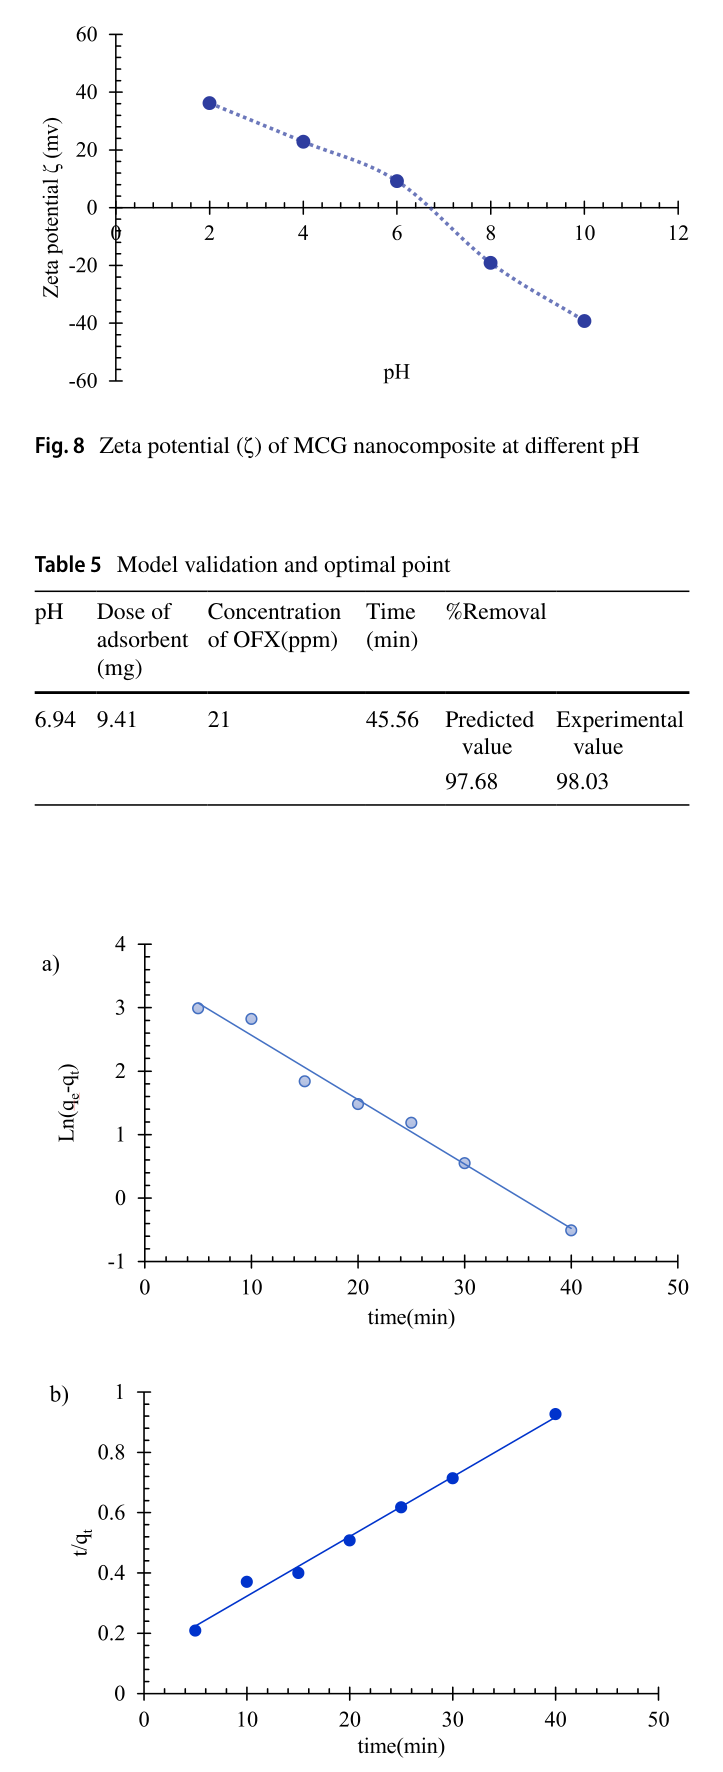 60
40
20
0
-20
-40
-60
0 2 4 6 8 10 12
Zeta potential ζ (mv)
pH
Fig. 8 Zeta potential (ζ) of MCG nanocomposite at different pH
Table 5 Model validation and optimal point
pH Dose of adsorbent (mg) Concentration of OFX(ppm) Time (min) %Removal
6.94 9.41 21 45.56 Predicted value Experimental value
97.68 98.03
a)
4
3
2
1
0
-1
0 10 20 30 40 50
Ln(qe-qt)
time(min)
b)
1
0.8
0.6
0.4
0.2
0
0 10 20 30 40 50
t/qt
time(min)